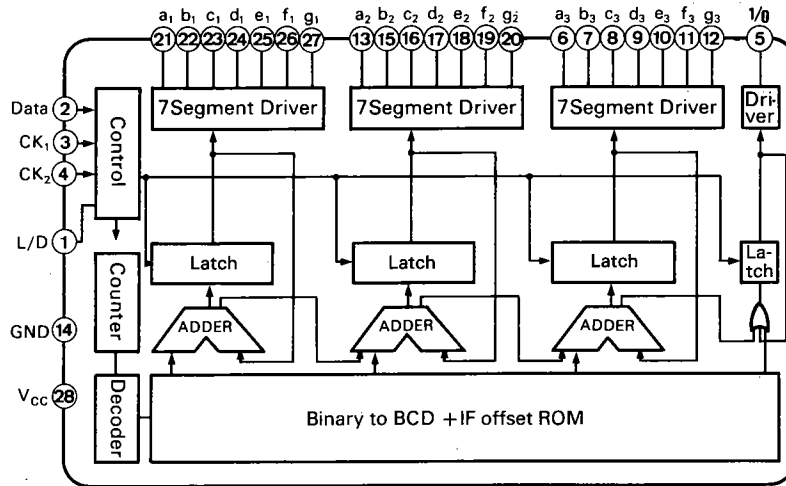 a₁ b₁ c₁ d₁ e₁ f₁ g₁ a₂ b₂ c₂ d₂ e₂ f₂ g₂ a₃ b₃ c₃ d₃ e₃ f₃ g₃ 1/0
21 22 23 24 25 26 27 13 15 16 17 18 19 20 6 7 8 9 10 11 12 5
7Segment Driver 7Segment Driver 7Segment Driver Dri-
ver
Data 2
CK₁ 3
CK₂ 4
L/D 1
Control
Latch Latch Latch La-
tch
Counter
GND 14
ADDER ADDER ADDER
V_CC 28
Decoder
Binary to BCD +IF offset ROM